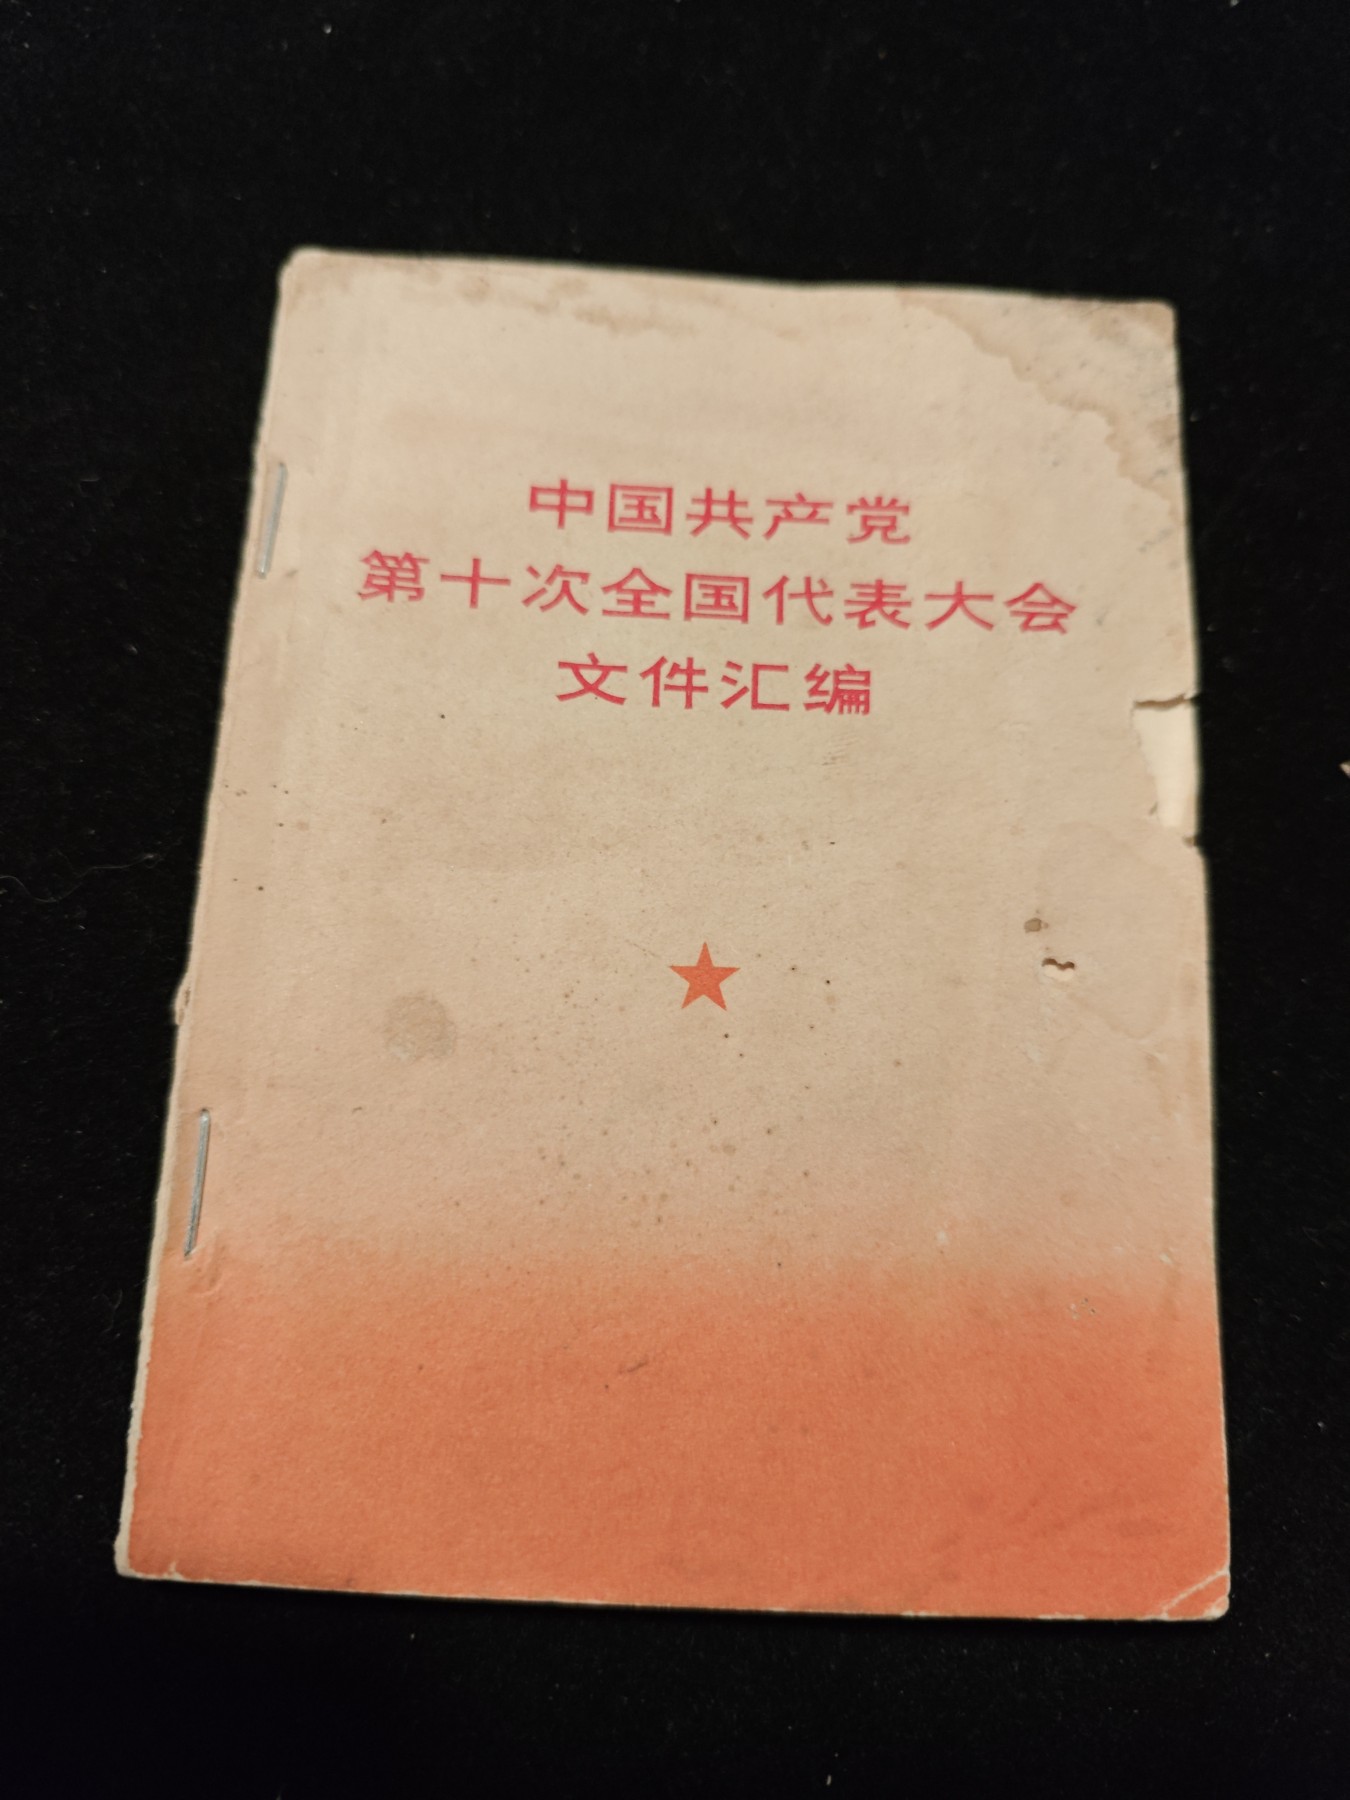 中国共产党
第十次全国代表大会
文件汇编